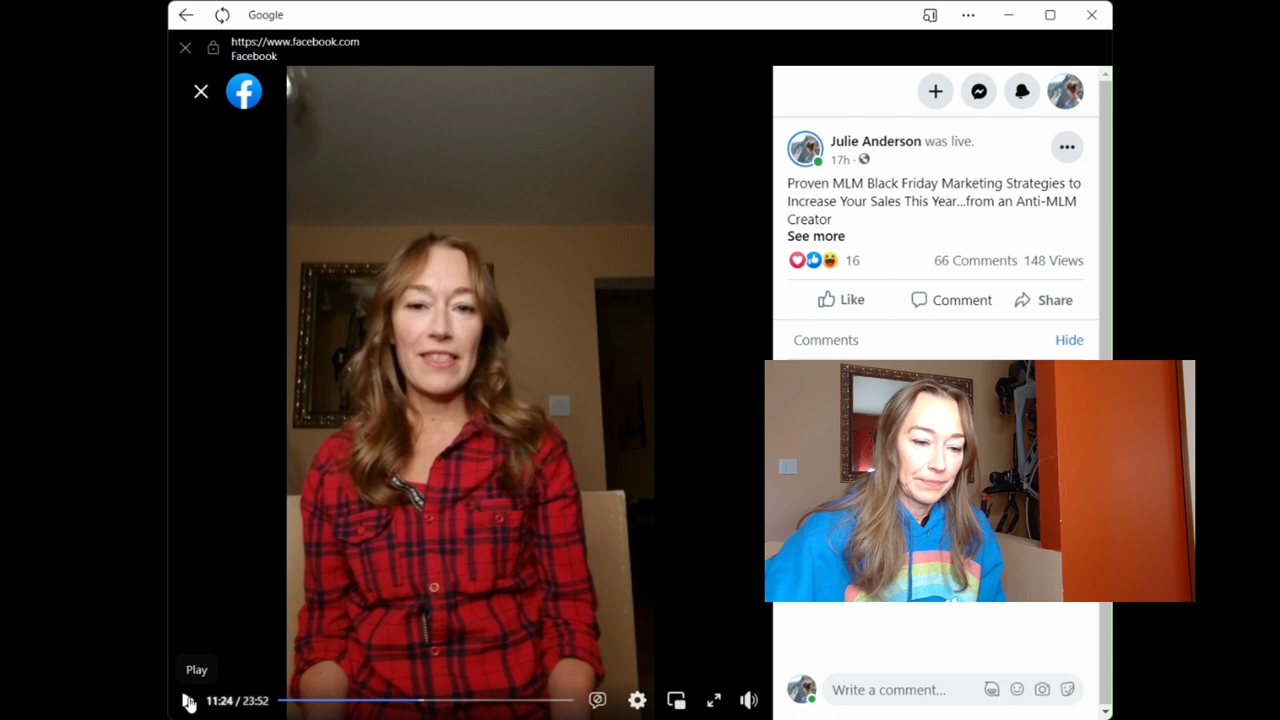 Google
https://www.facebook.com
Facebook
Julie Anderson was live.
17h ·
Proven MLM Black Friday Marketing Strategies to
Increase Your Sales This Year...from an Anti-MLM
Creator
See more
16
66 Comments 148 Views
Like Comment Share
Comments Hide
Play
11:24 / 23:52
Write a comment...